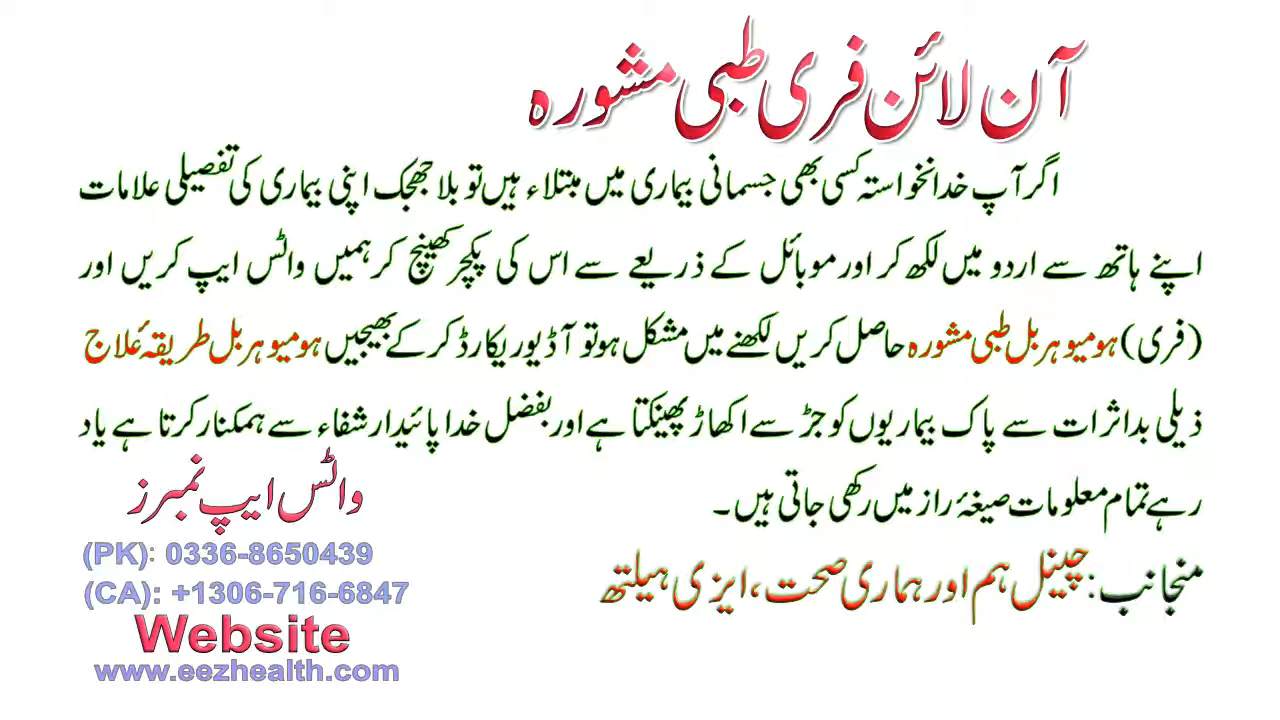 آن لائن فری طبی مشورہ
اگر آپ خدانخواستہ کسی بھی جسمانی بیماری میں مبتلاء ہیں تو بلا جھجک اپنی بیماری کی تفصیلی علامات
اپنے ہاتھ سے اردو میں لکھ کر اور موبائل کے ذریعے سے اس کی پکچر کھینچ کر ہمیں واٹس ایپ کریں اور
(فری) ہومیو ہربل طبی مشورہ حاصل کریں لکھنے میں مشکل ہو تو آڈیو ریکارڈ کر کے بھیجیں ہومیو ہربل طریقہ علاج
ذیلی بد اثرات سے پاک بیماریوں کو جڑ سے اکھاڑ پھینکتا ہے اور بفضل خدا پائیدار شفاء سے ہمکنار کرتا ہے یاد
رہے تمام معلومات صیغۂ راز میں رکھی جاتی ہیں۔
منجانب: چینل ہم اور ہماری صحت، ایزی ہیلتھ
واٹس ایپ نمبرز
(PK): 0336-8650439
(CA): +1306-716-6847
Website
www.eezhealth.com